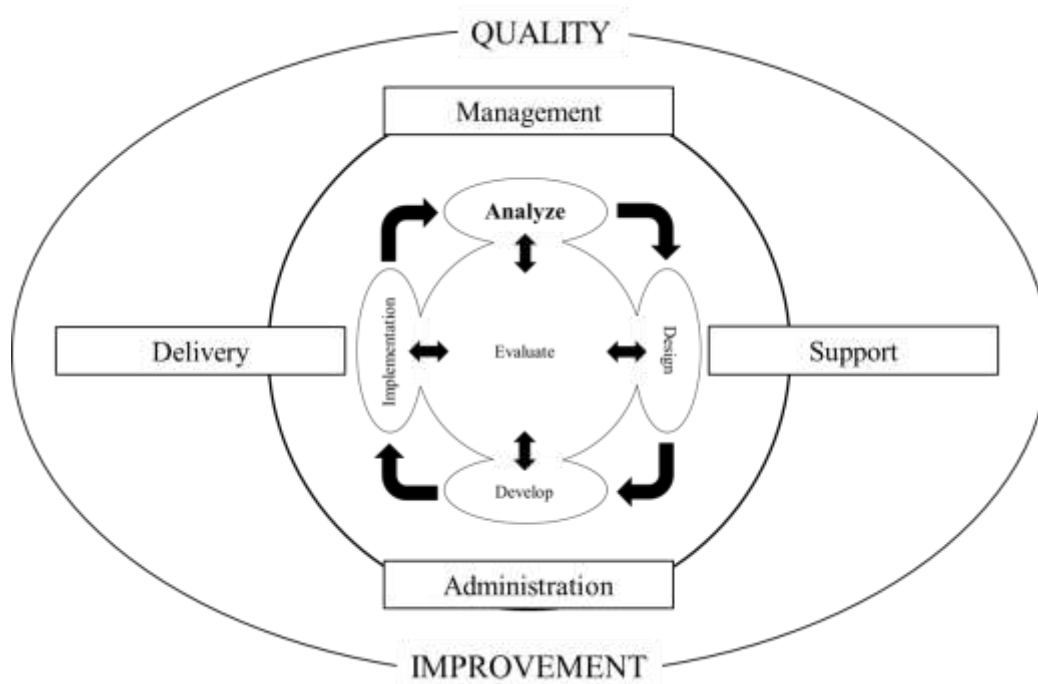 QUALITY
Management
Analyze
Implementation
Design
Delivery
Evaluate
Support
Develop
Administration
IMPROVEMENT